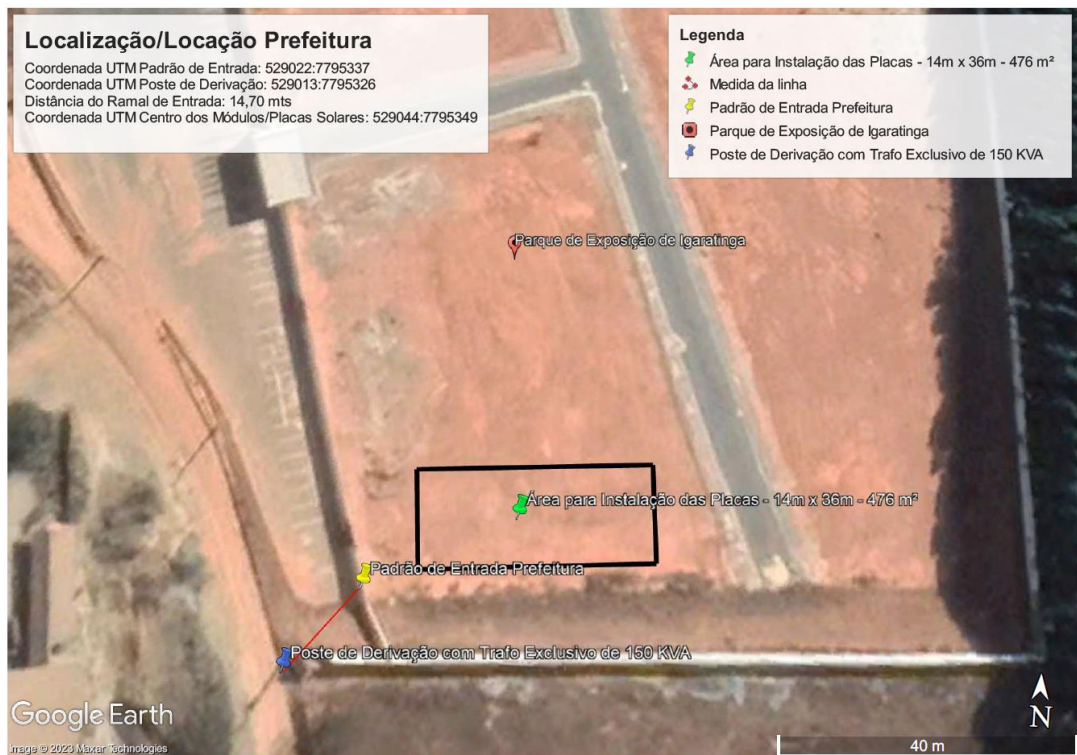 Localização/Locação Prefeitura
Coordenada UTM Padrão de Entrada: 529022:7795337
Coordenada UTM Poste de Derivação: 529013:7795326
Distância do Ramal de Entrada: 14,70 mts
Coordenada UTM Centro dos Módulos/Placas Solares: 529044:7795349
Legenda
Área para Instalação das Placas - 14m x 36m - 476 m²
Medida da linha
Padrão de Entrada Prefeitura
Parque de Exposição de Igaratinga
Poste de Derivação com Trafo Exclusivo de 150 KVA
Parque de Exposição de Igaratinga
Área para Instalação das Placas - 14m x 36m - 476 m²
Padrão de Entrada Prefeitura
Poste de Derivação com Trafo Exclusivo de 150 KVA
Google Earth
Image © 2023 Maxar Technologies
N
40 m